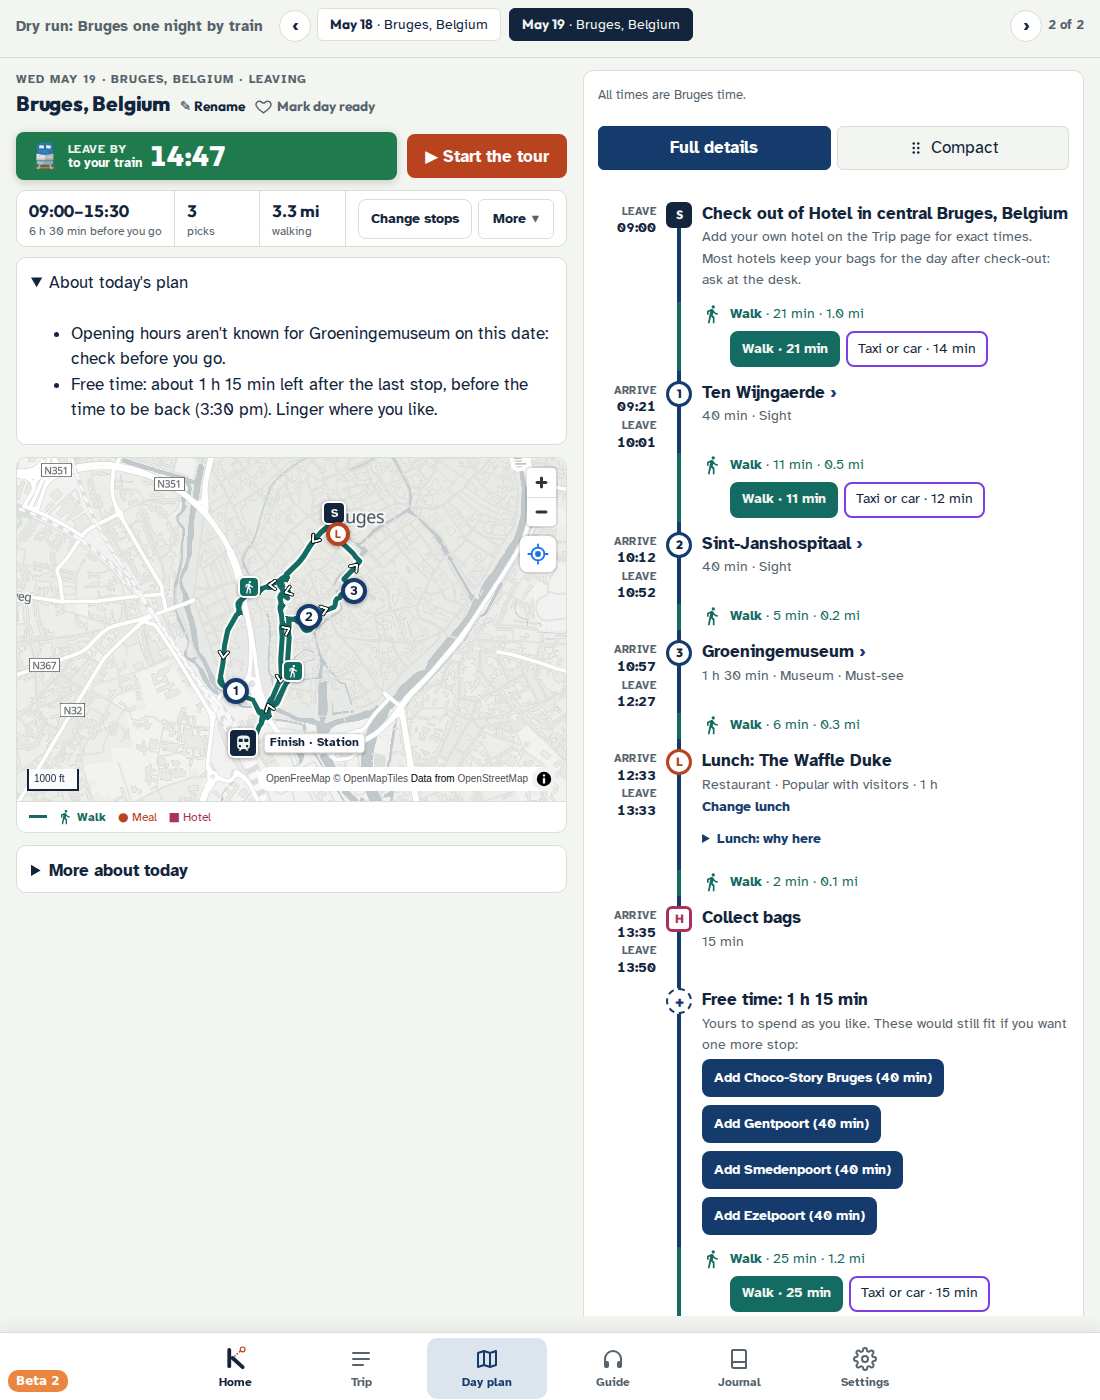 Dry run: Bruges one night by train
‹
May 18 · Bruges, Belgium
May 19 · Bruges, Belgium
›
2 of 2
WED MAY 19 · BRUGES, BELGIUM · LEAVING
Bruges, Belgium
✎ Rename
Mark day ready
LEAVE BY
to your train
14:47
▶ Start the tour
09:00–15:30
6 h 30 min before you go
3
picks
3.3 mi
walking
Change stops
More ▼
▼ About today's plan
• Opening hours aren't known for Groeningemuseum on this date:
check before you go.
• Free time: about 1 h 15 min left after the last stop, before the
time to be back (3:30 pm). Linger where you like.
N351
N351
S
uges
L
3
2
eg
N367
1
N32
Finish · Station
+
−
1000 ft
OpenFreeMap © OpenMapTiles Data from OpenStreetMap
Walk
Meal
Hotel
▶ More about today
All times are Bruges time.
Full details
Compact
LEAVE
09:00
S
Check out of Hotel in central Bruges, Belgium
Add your own hotel on the Trip page for exact times.
Most hotels keep your bags for the day after check-out:
ask at the desk.
Walk · 21 min · 1.0 mi
Walk · 21 min
Taxi or car · 14 min
ARRIVE
09:21
LEAVE
10:01
1
Ten Wijngaerde ›
40 min · Sight
Walk · 11 min · 0.5 mi
Walk · 11 min
Taxi or car · 12 min
ARRIVE
10:12
LEAVE
10:52
2
Sint-Janshospitaal ›
40 min · Sight
Walk · 5 min · 0.2 mi
ARRIVE
10:57
LEAVE
12:27
3
Groeningemuseum ›
1 h 30 min · Museum · Must-see
Walk · 6 min · 0.3 mi
ARRIVE
12:33
LEAVE
13:33
L
Lunch: The Waffle Duke
Restaurant · Popular with visitors · 1 h
Change lunch
▶ Lunch: why here
Walk · 2 min · 0.1 mi
ARRIVE
13:35
LEAVE
13:50
H
Collect bags
15 min
+
Free time: 1 h 15 min
Yours to spend as you like. These would still fit if you want
one more stop:
Add Choco-Story Bruges (40 min)
Add Gentpoort (40 min)
Add Smedenpoort (40 min)
Add Ezelpoort (40 min)
Walk · 25 min · 1.2 mi
Walk · 25 min
Taxi or car · 15 min
Beta 2
Home
Trip
Day plan
Guide
Journal
Settings